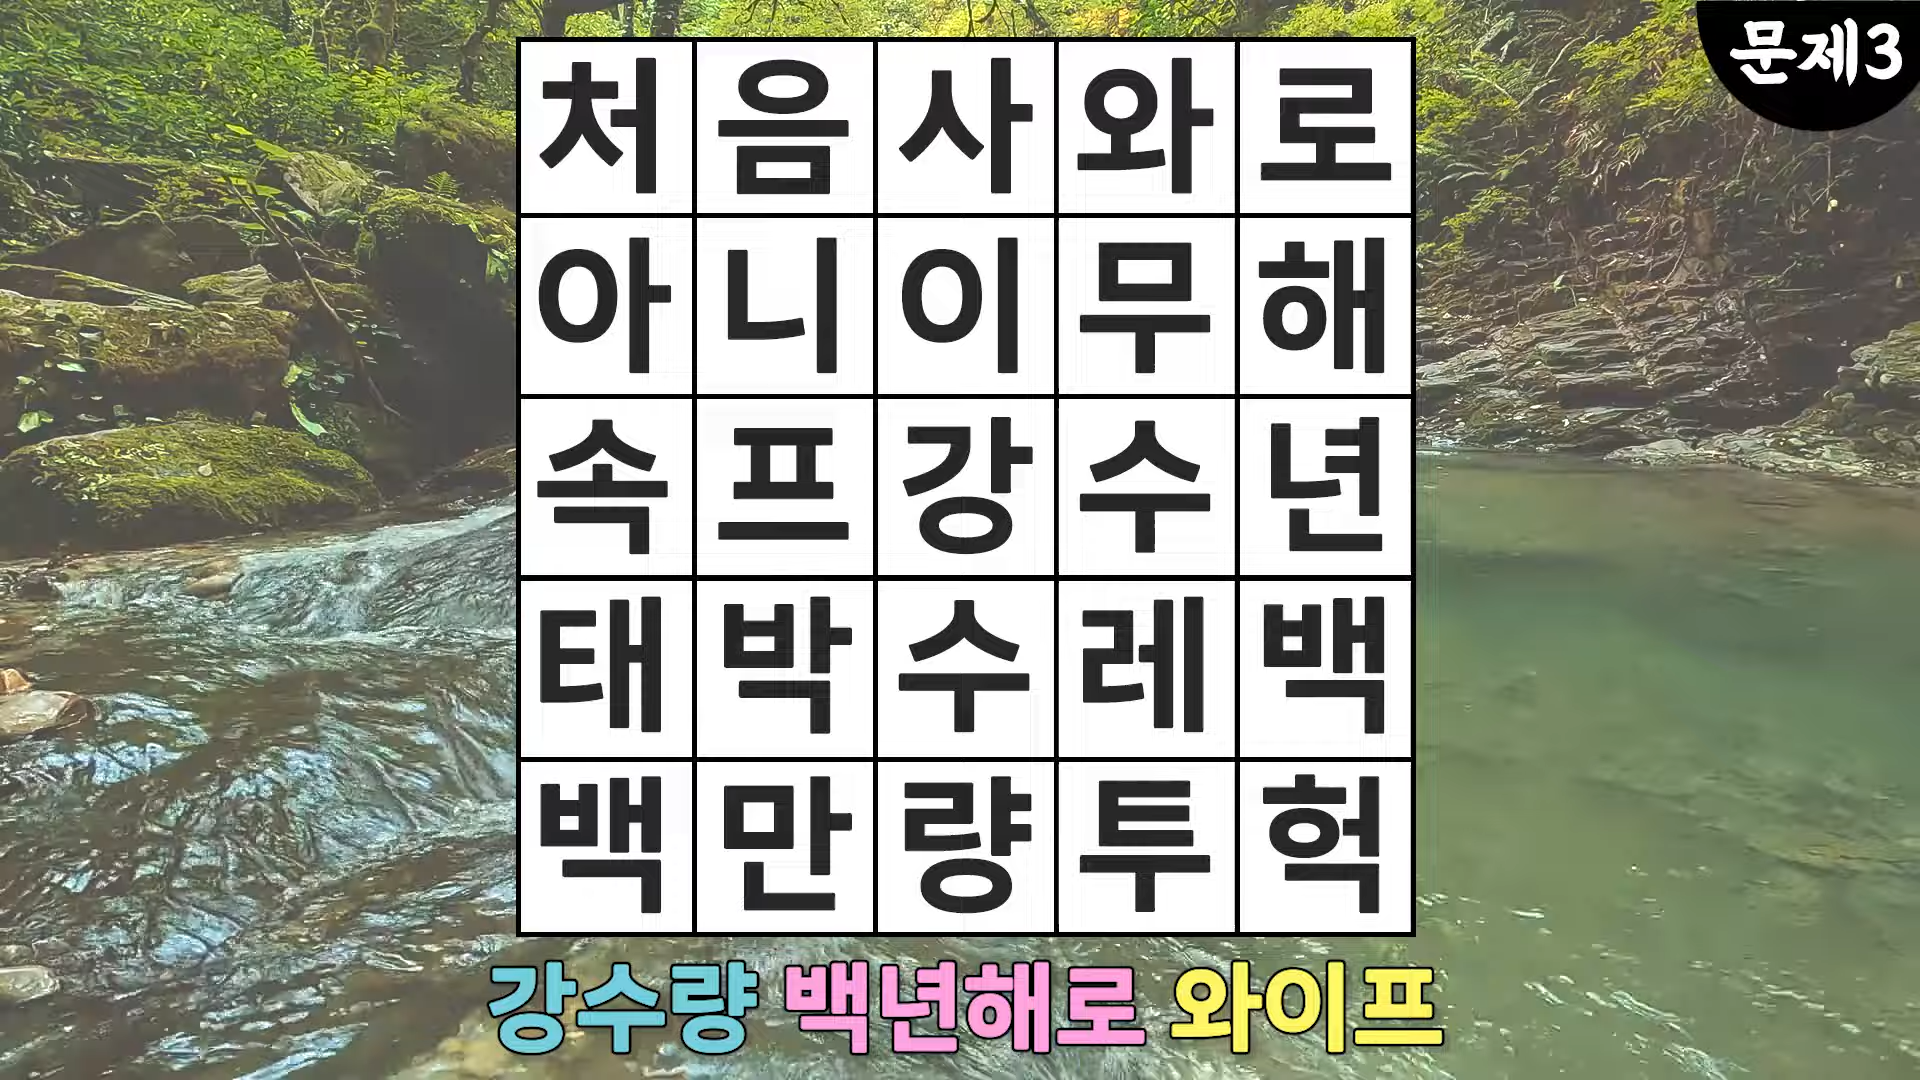 문제3
처음사와로
아니이무해
속프강수년
태박수레백
백만량투헉
강수량 백년해로 와이프